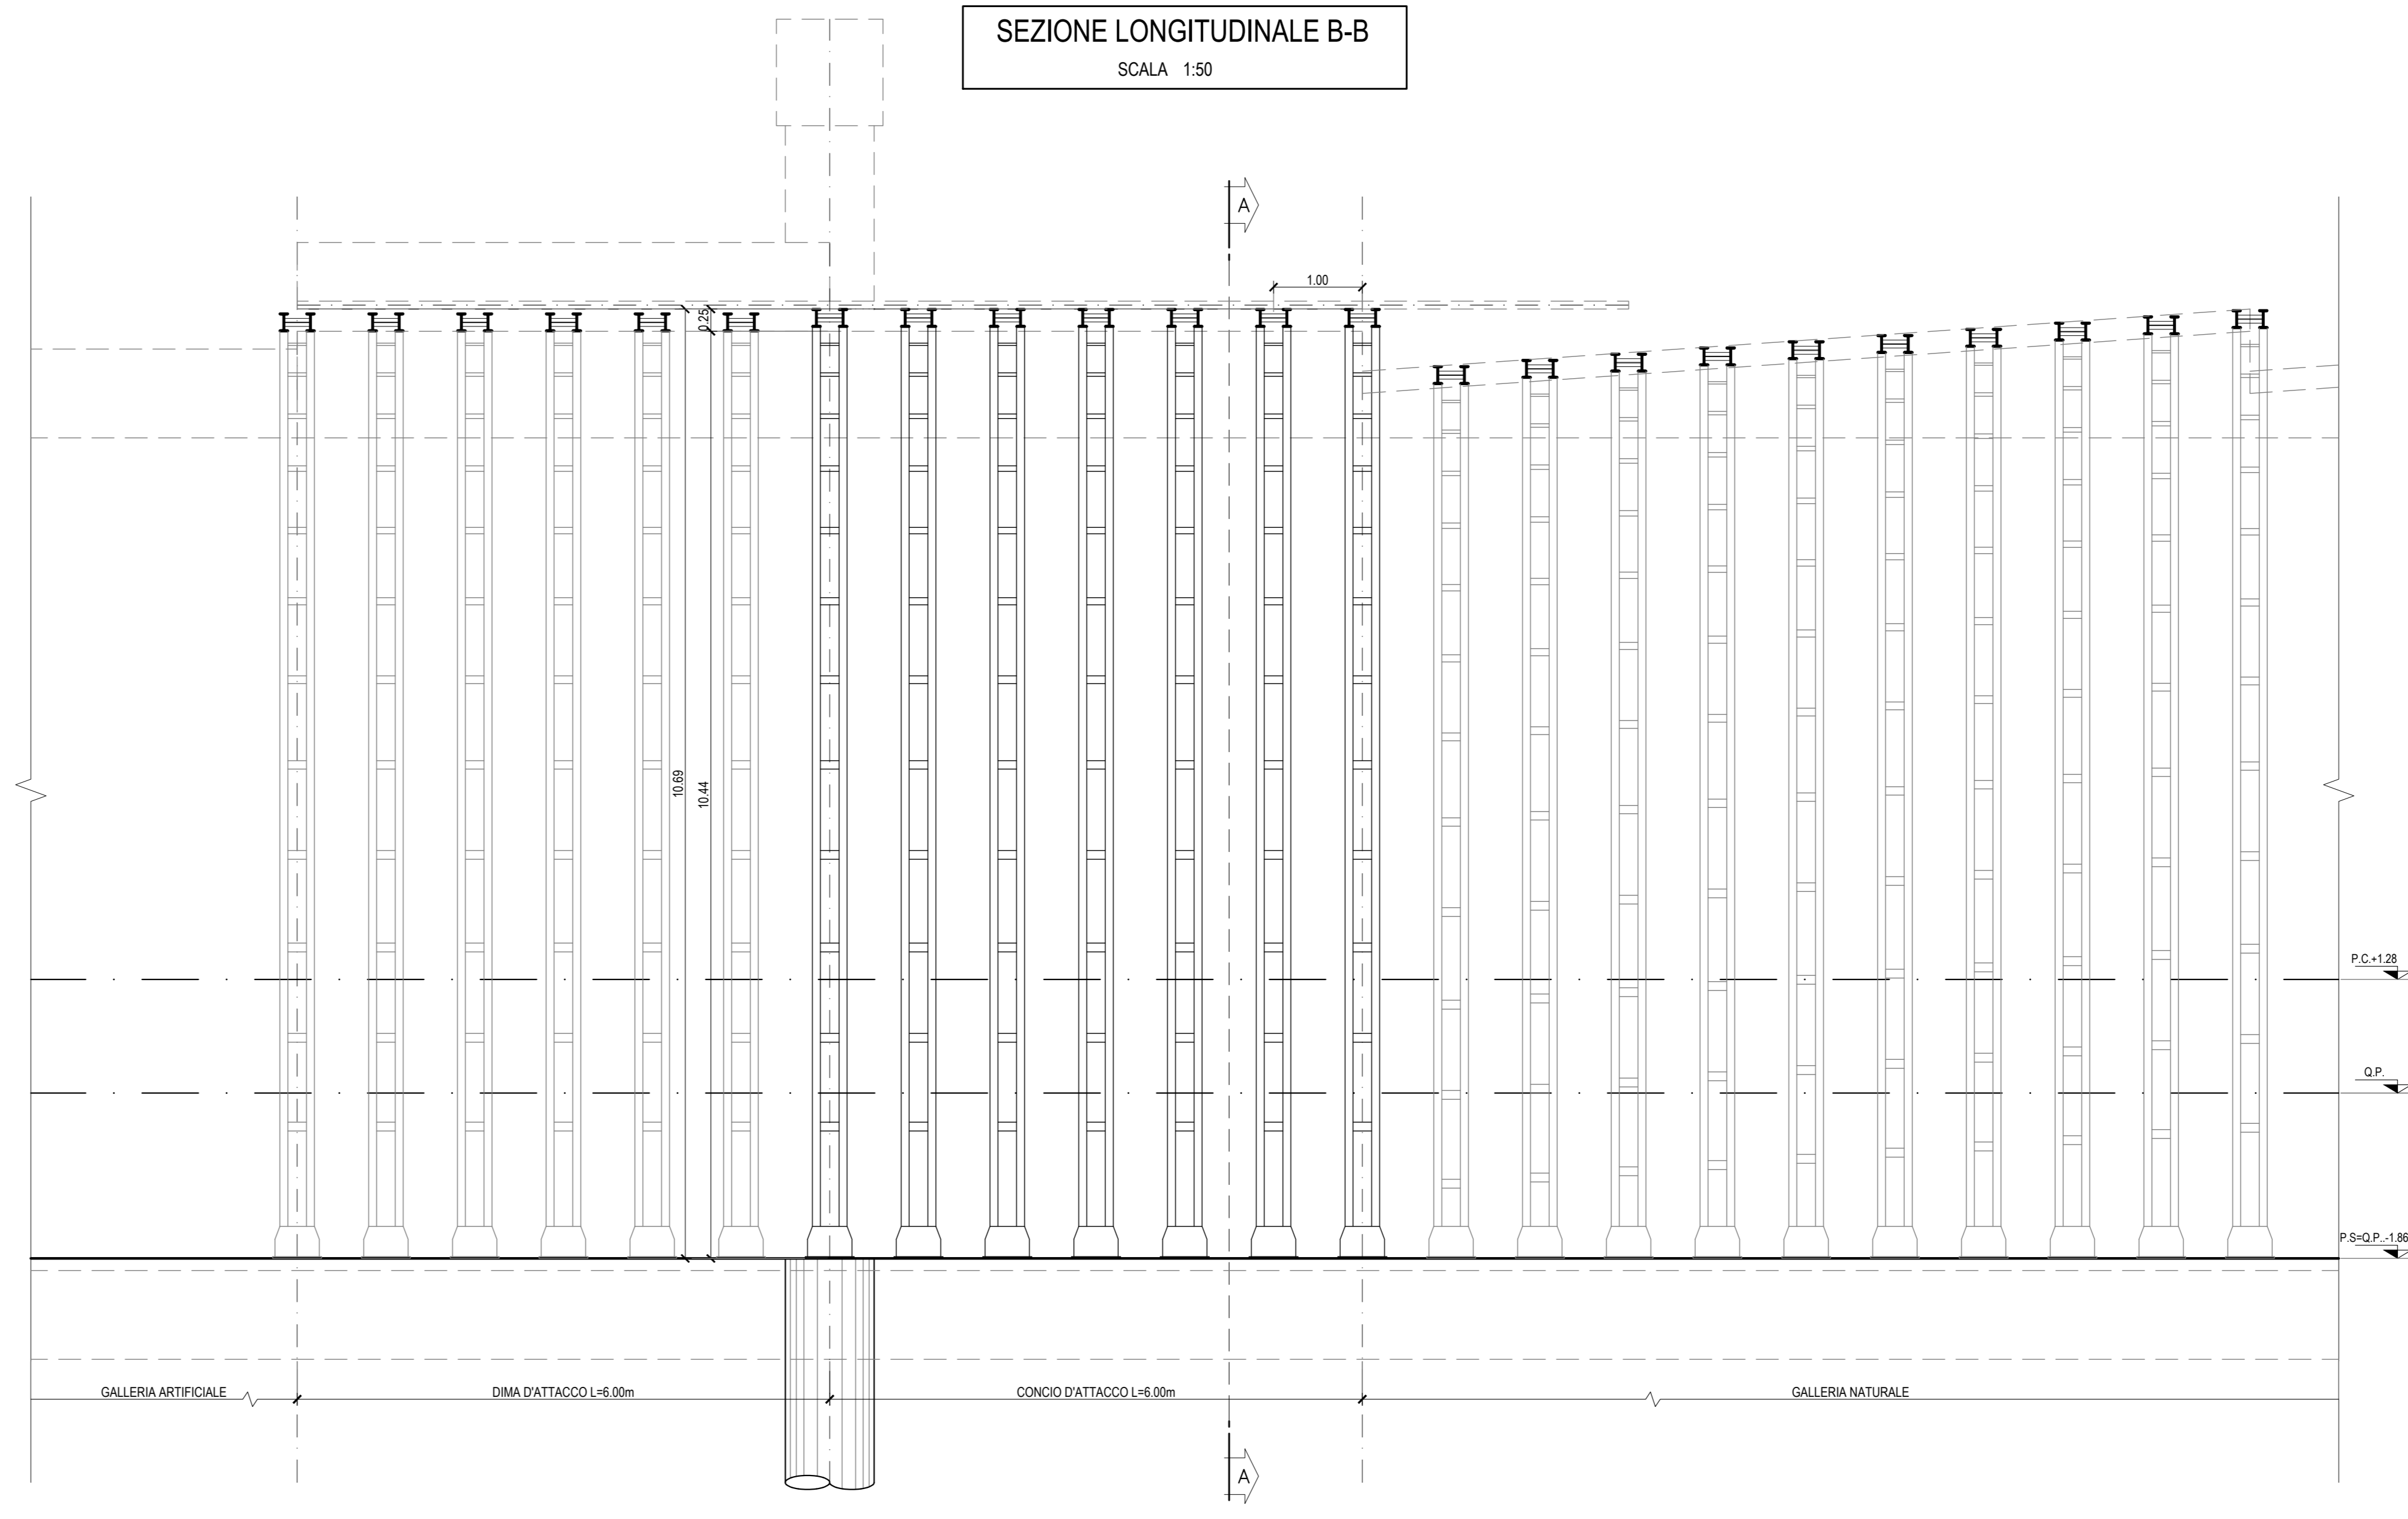 SEZIONE LONGITUDINALE B-B
SCALA 1:50
A
1.00
0.25
10.69
10.44
P.C.+1.28
Q.P.
P.S=Q.P..-1.86
GALLERIA ARTIFICIALE
DIMA D'ATTACCO L=6.00m
CONCIO D'ATTACCO L=6.00m
GALLERIA NATURALE
A